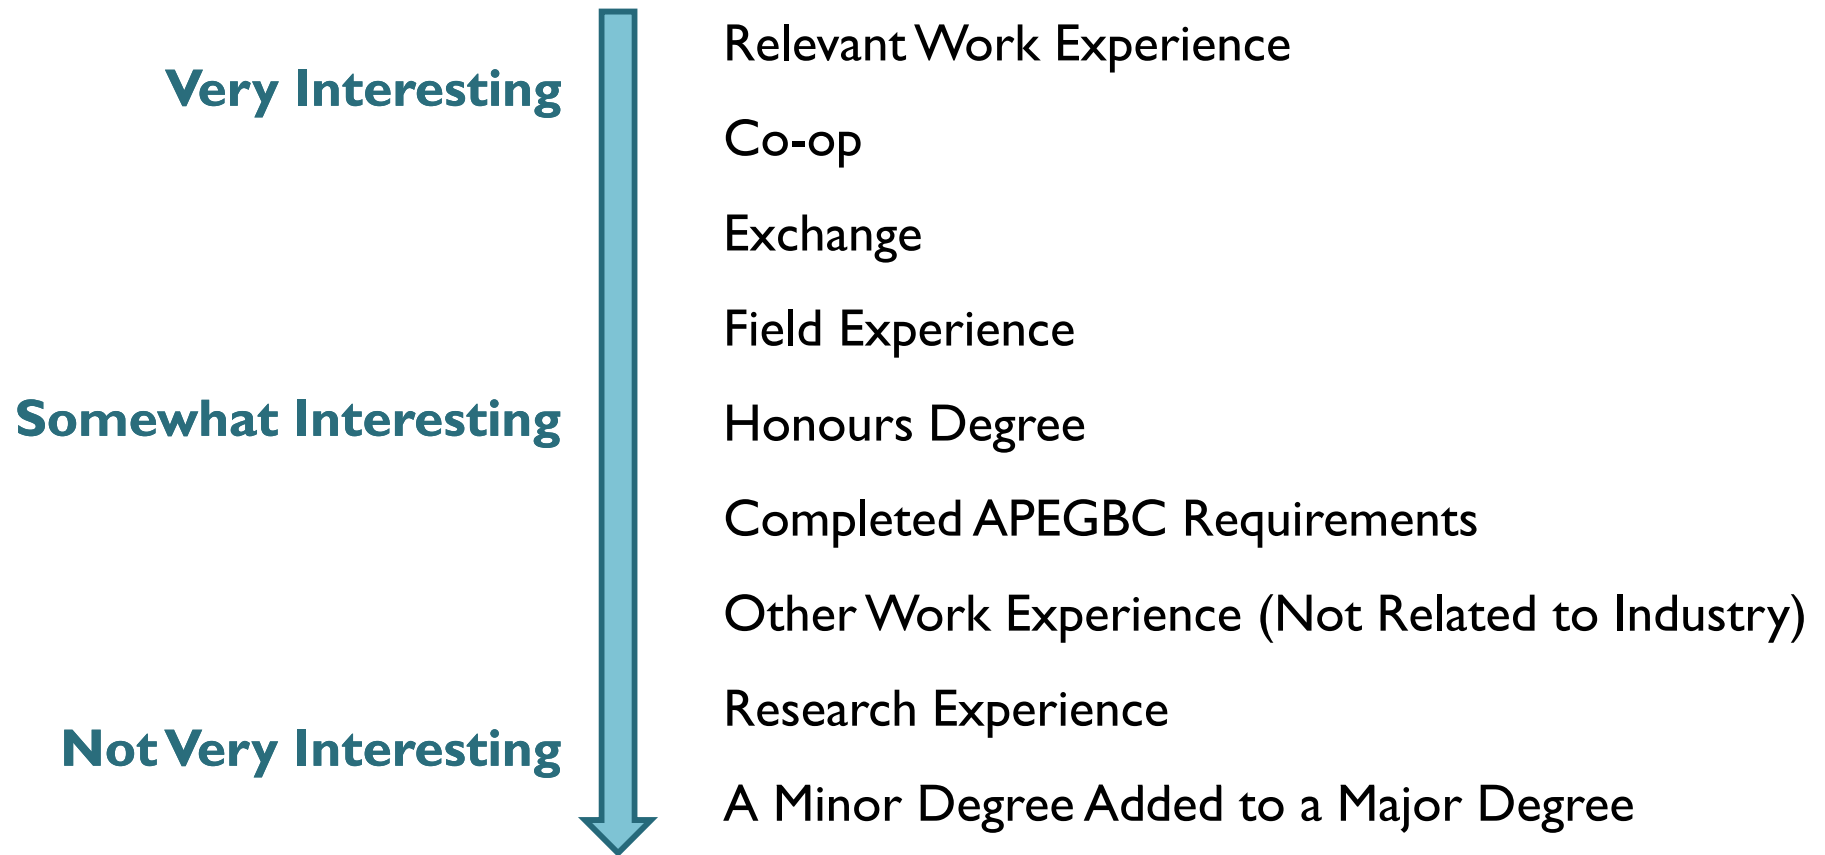 Very Interesting
Somewhat Interesting
Not Very Interesting
Relevant Work Experience
Co-op
Exchange
Field Experience
Honours Degree
Completed APEGBC Requirements
Other Work Experience (Not Related to Industry)
Research Experience
A Minor Degree Added to a Major Degree